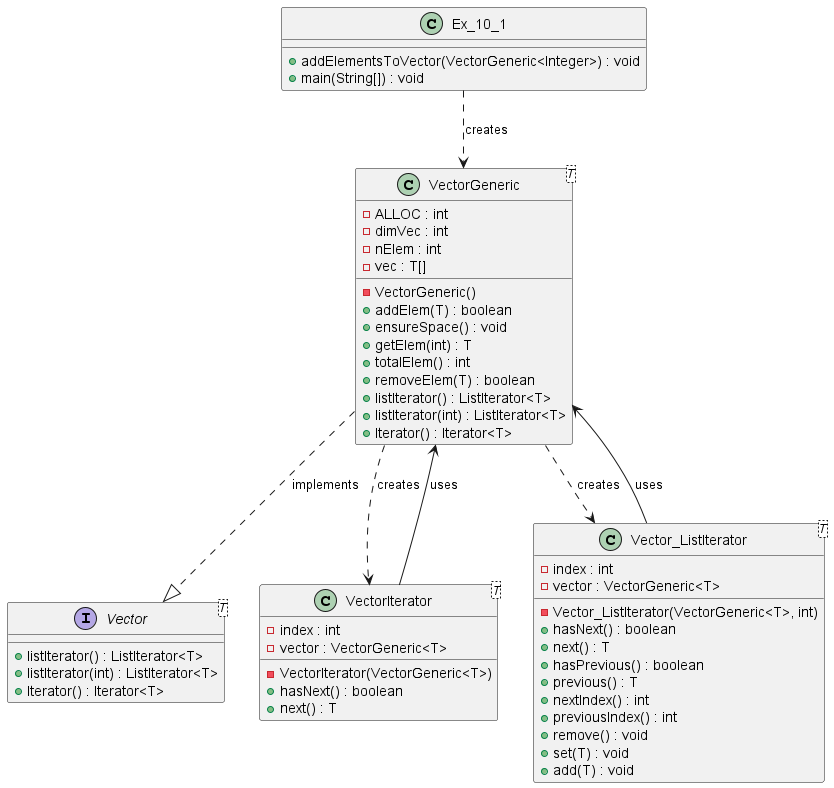 C Ex_10_1
addElementsToVector(VectorGeneric<Integer>) : void
main(String[]) : void
creates
C VectorGeneric T
ALLOC : int
dimVec : int
nElem : int
vec : T[]
VectorGeneric()
addElem(T) : boolean
ensureSpace() : void
getElem(int) : T
totalElem() : int
removeElem(T) : boolean
listIterator() : ListIterator<T>
listIterator(int) : ListIterator<T>
Iterator() : Iterator<T>
implements
creates
uses
creates
uses
I Vector T
listIterator() : ListIterator<T>
listIterator(int) : ListIterator<T>
Iterator() : Iterator<T>
C VectorIterator T
index : int
vector : VectorGeneric<T>
VectorIterator(VectorGeneric<T>)
hasNext() : boolean
next() : T
C Vector_ListIterator T
index : int
vector : VectorGeneric<T>
Vector_ListIterator(VectorGeneric<T>, int)
hasNext() : boolean
next() : T
hasPrevious() : boolean
previous() : T
nextIndex() : int
previousIndex() : int
remove() : void
set(T) : void
add(T) : void